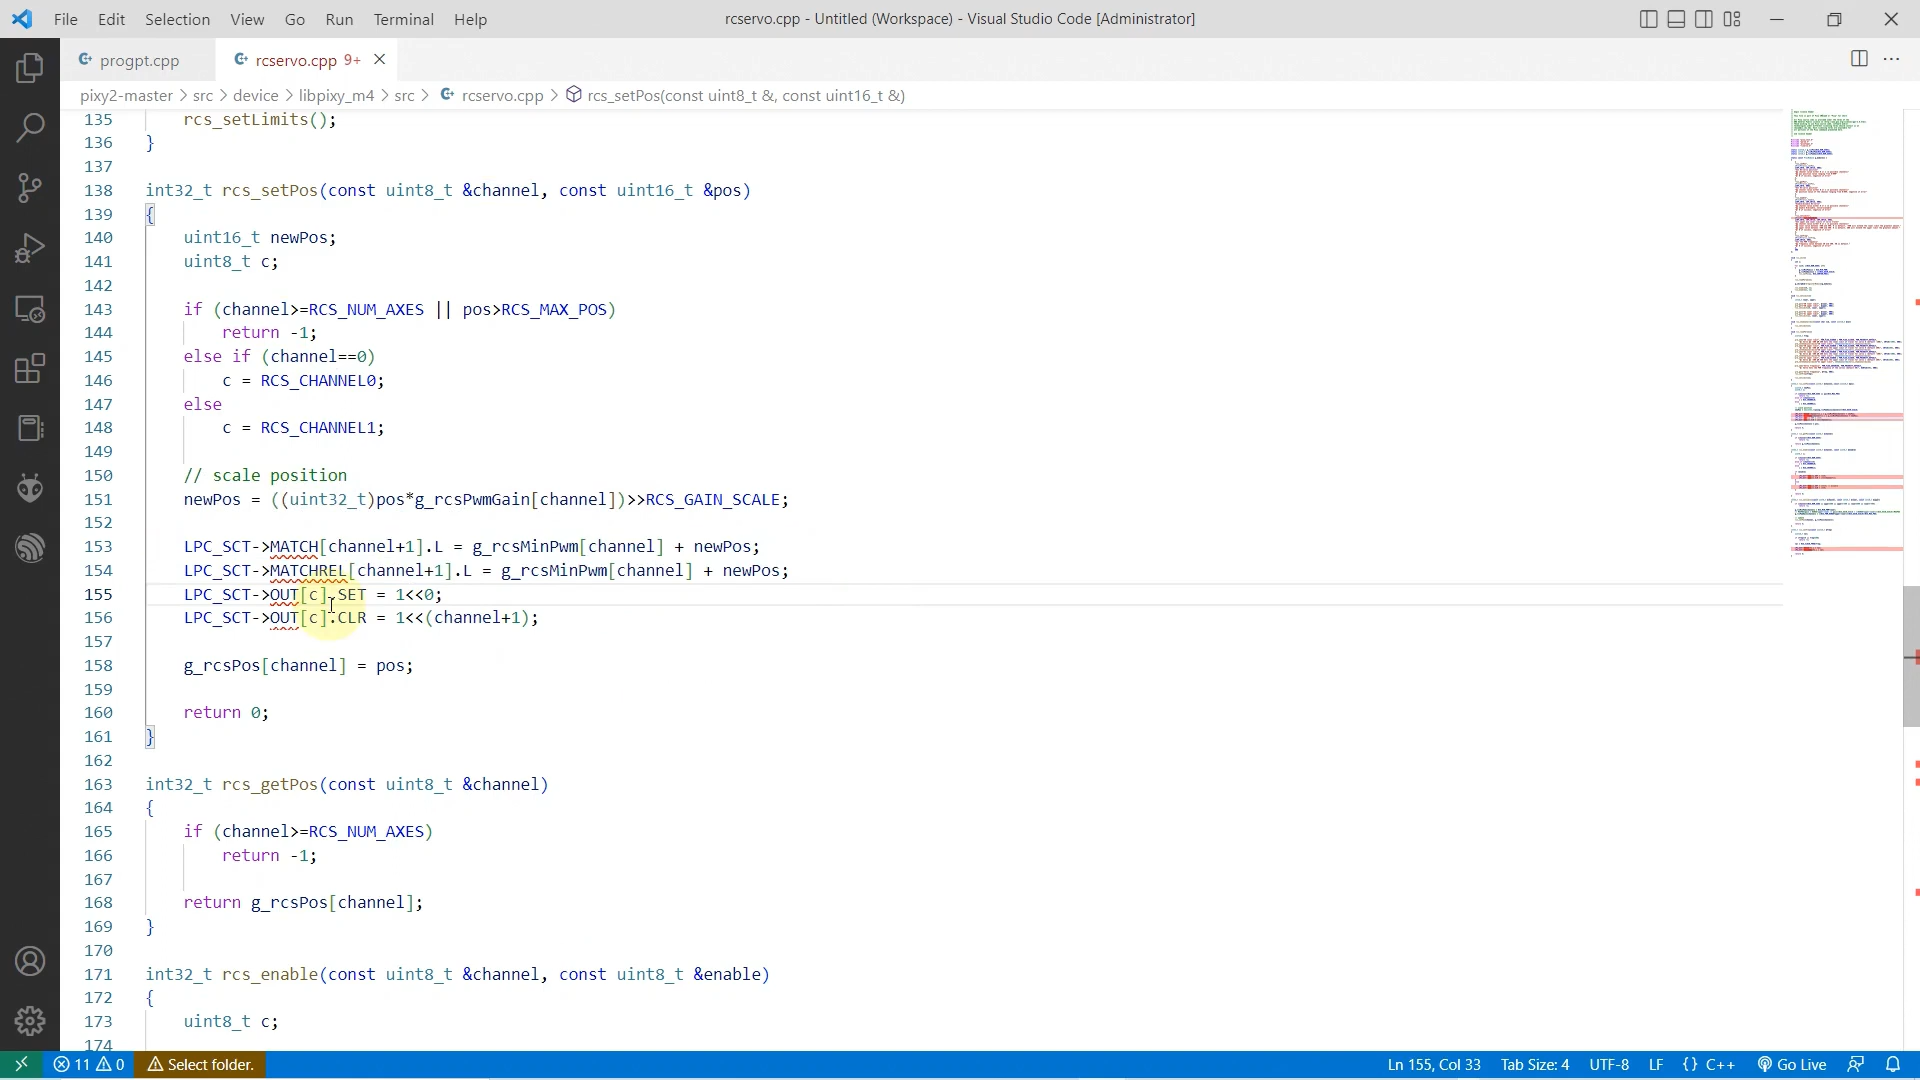 File Edit Selection View Go Run Terminal Help
rcservo.cpp - Untitled (Workspace) - Visual Studio Code [Administrator]
progpt.cpp
rcservo.cpp 9+
pixy2-master > src > device > libpixy_m4 > src > rcservo.cpp > rcs_setPos(const uint8_t &, const uint16_t &)
135 rcs_setLimits();
136 }
137
138 int32_t rcs_setPos(const uint8_t &channel, const uint16_t &pos)
139 {
140 uint16_t newPos;
141 uint8_t c;
142
143 if (channel>=RCS_NUM_AXES || pos>RCS_MAX_POS)
144 return -1;
145 else if (channel==0)
146 c = RCS_CHANNEL0;
147 else
148 c = RCS_CHANNEL1;
149
150 // scale position
151 newPos = ((uint32_t)pos*g_rcsPwmGain[channel])>>RCS_GAIN_SCALE;
152
153 LPC_SCT->MATCH[channel+1].L = g_rcsMinPwm[channel] + newPos;
154 LPC_SCT->MATCHREL[channel+1].L = g_rcsMinPwm[channel] + newPos;
155 LPC_SCT->OUT[c].SET = 1<<0;
156 LPC_SCT->OUT[c].CLR = 1<<(channel+1);
157
158 g_rcsPos[channel] = pos;
159
160 return 0;
161 }
162
163 int32_t rcs_getPos(const uint8_t &channel)
164 {
165 if (channel>=RCS_NUM_AXES)
166 return -1;
167
168 return g_rcsPos[channel];
169 }
170
171 int32_t rcs_enable(const uint8_t &channel, const uint8_t &enable)
172 {
173 uint8_t c;
174
11 0 Select folder.
Ln 155, Col 33 Tab Size: 4 UTF-8 LF {} C++ Go Live